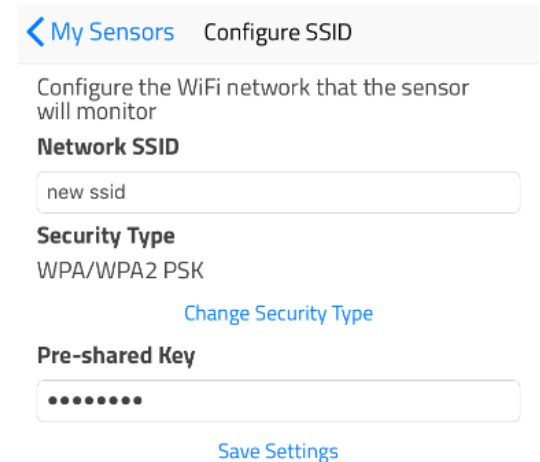 My Sensors Configure SSID
Configure the WiFi network that the sensor
will monitor
Network SSID
new ssid
Security Type
WPA/WPA2 PSK
Change Security Type
Pre-shared Key
••••••••
Save Settings